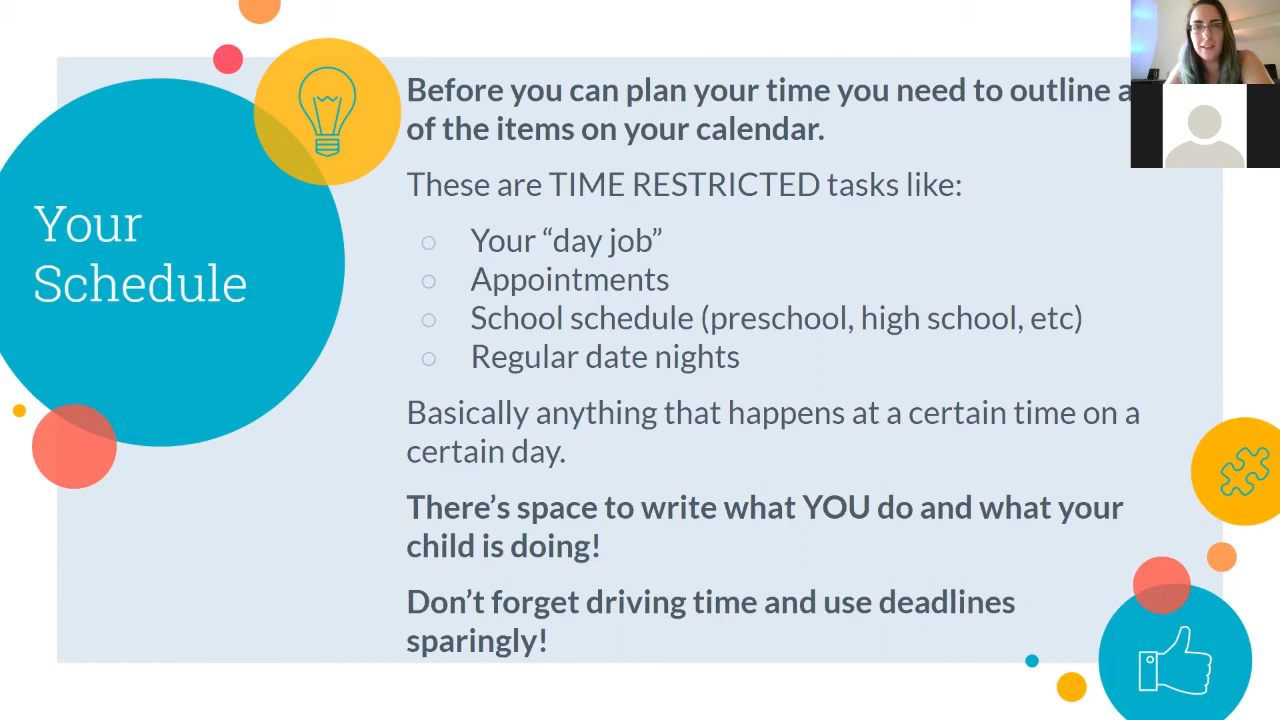 Your
Schedule
Before you can plan your time you need to outline
of the items on your calendar.
These are TIME RESTRICTED tasks like:
Your “day job”
Appointments
School schedule (preschool, high school, etc)
Regular date nights
Basically anything that happens at a certain time on a
certain day.
There’s space to write what YOU do and what your
child is doing!
Don’t forget driving time and use deadlines
sparingly!